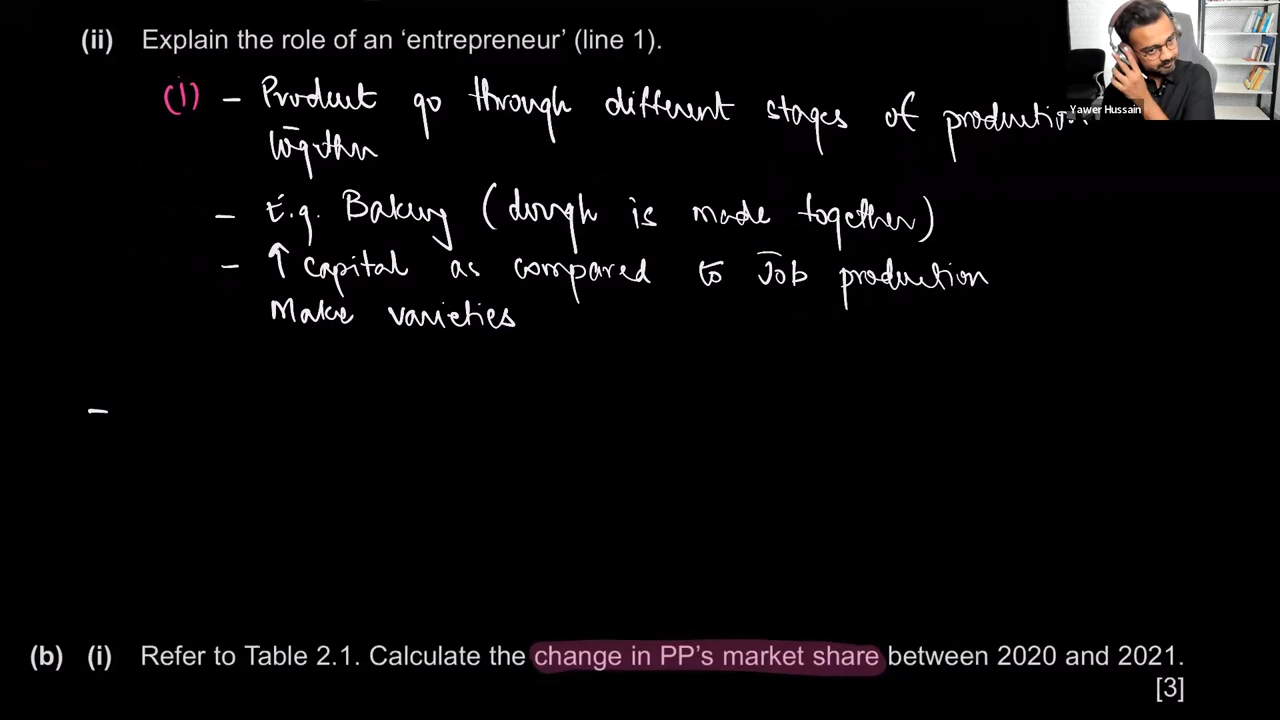 (ii) Explain the role of an ‘entrepreneur’ (line 1).
(i) – Product go through different stages of production
together
– E.g. Bakery (dough is made together)
– ↑ capital as compared to Job production
Make varieties
–
(b) (i) Refer to Table 2.1. Calculate the change in PP’s market share between 2020 and 2021.
[3]
Yawer Hussain